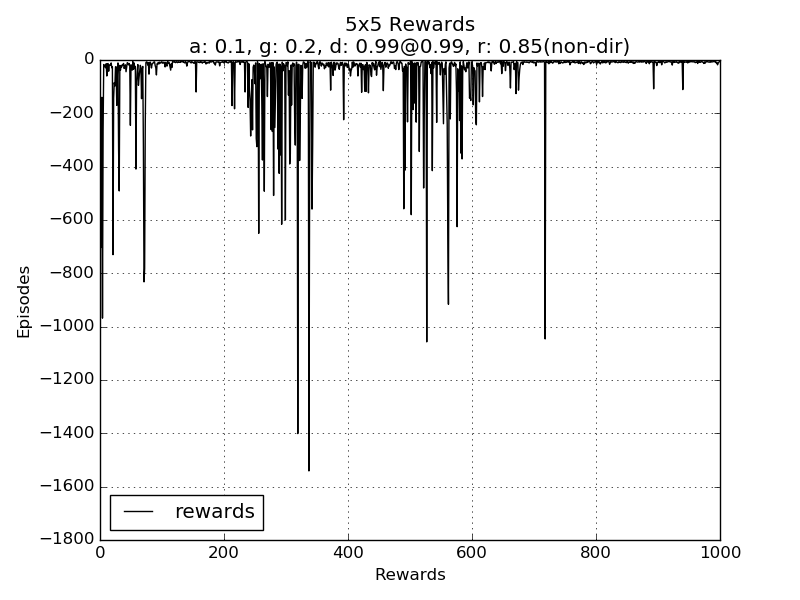 5x5 Rewards
a: 0.1, g: 0.2, d: 0.99@0.99, r: 0.85(non-dir)
0
−200
−400
−600
−800
−1000
−1200
−1400
−1600
−1800
Episodes
rewards
0 200 400 600 800 1000
Rewards